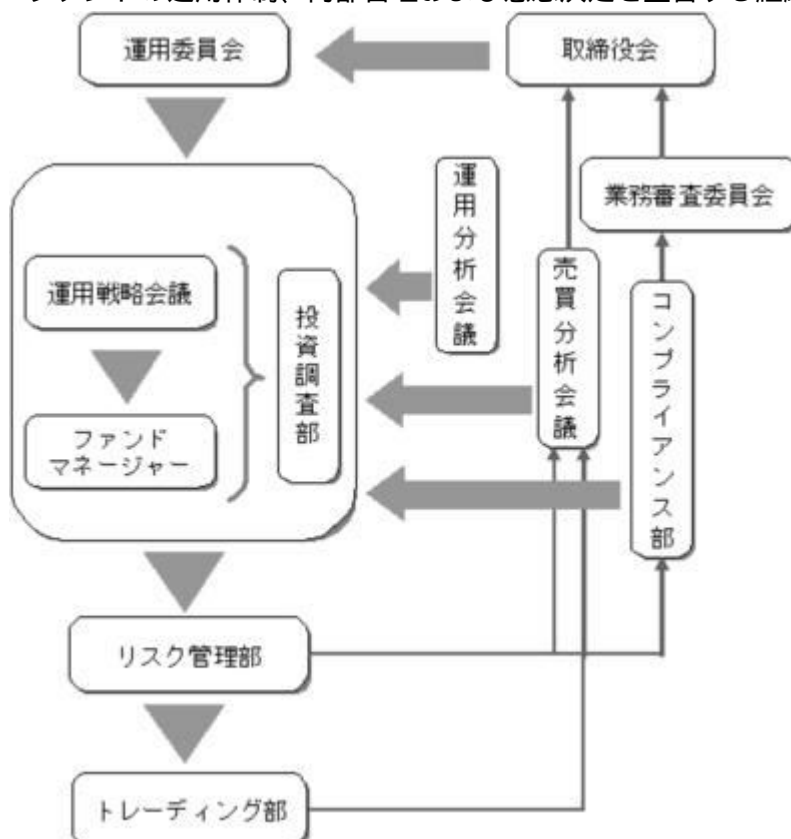 運用委員会
取締役会
運用分析会議
業務審査委員会
売買分析会議
コンプライアンス部
運用戦略会議
投資調査部
ファンド
マネージャー
リスク管理部
トレーディング部